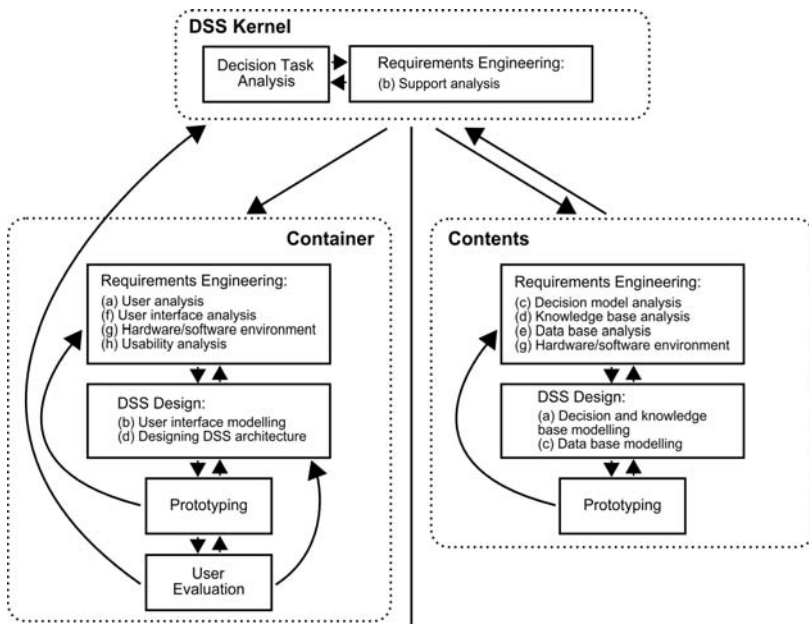 DSS Kernel
Decision Task
Analysis
Requirements Engineering:
(b) Support analysis
Container
Requirements Engineering:
(a) User analysis
(f) User interface analysis
(g) Hardware/software environment
(h) Usability analysis
DSS Design:
(b) User interface modelling
(d) Designing DSS architecture
Prototyping
User
Evaluation
Contents
Requirements Engineering:
(c) Decision model analysis
(d) Knowledge base analysis
(e) Data base analysis
(g) Hardware/software environment
DSS Design:
(a) Decision and knowledge
base modelling
(c) Data base modelling
Prototyping